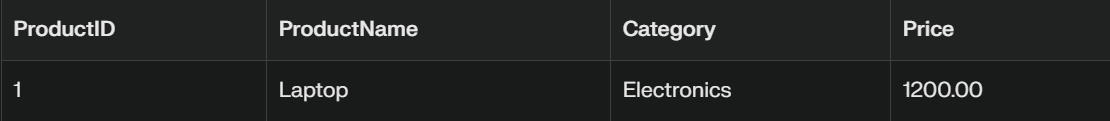 ProductID ProductName Category Price
1 Laptop Electronics 1200.00